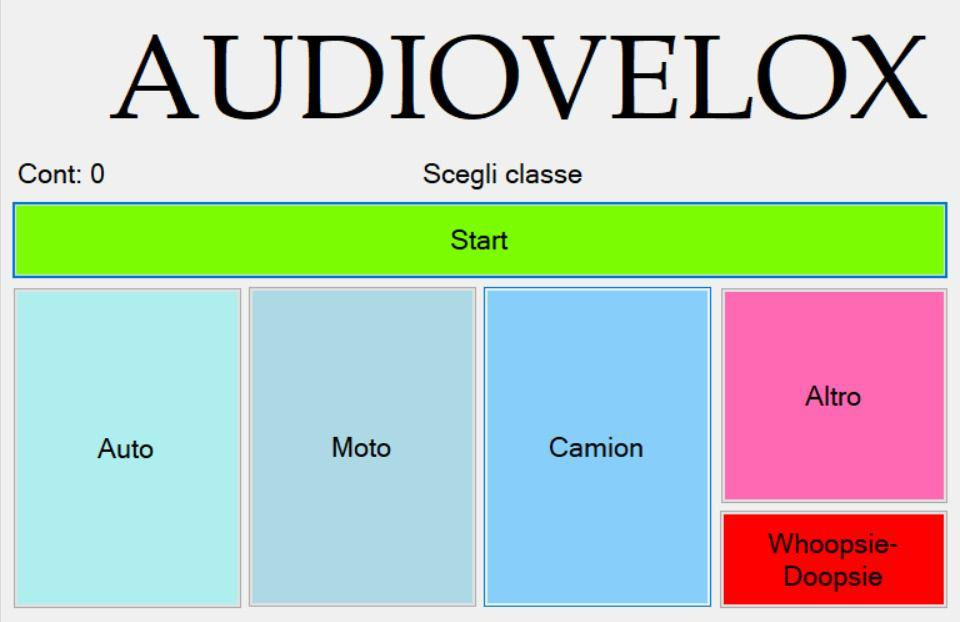 AUDIOVELOX
Cont: 0
Scegli classe
Start
Auto
Moto
Camion
Altro
Whoopsie-
Doopsie